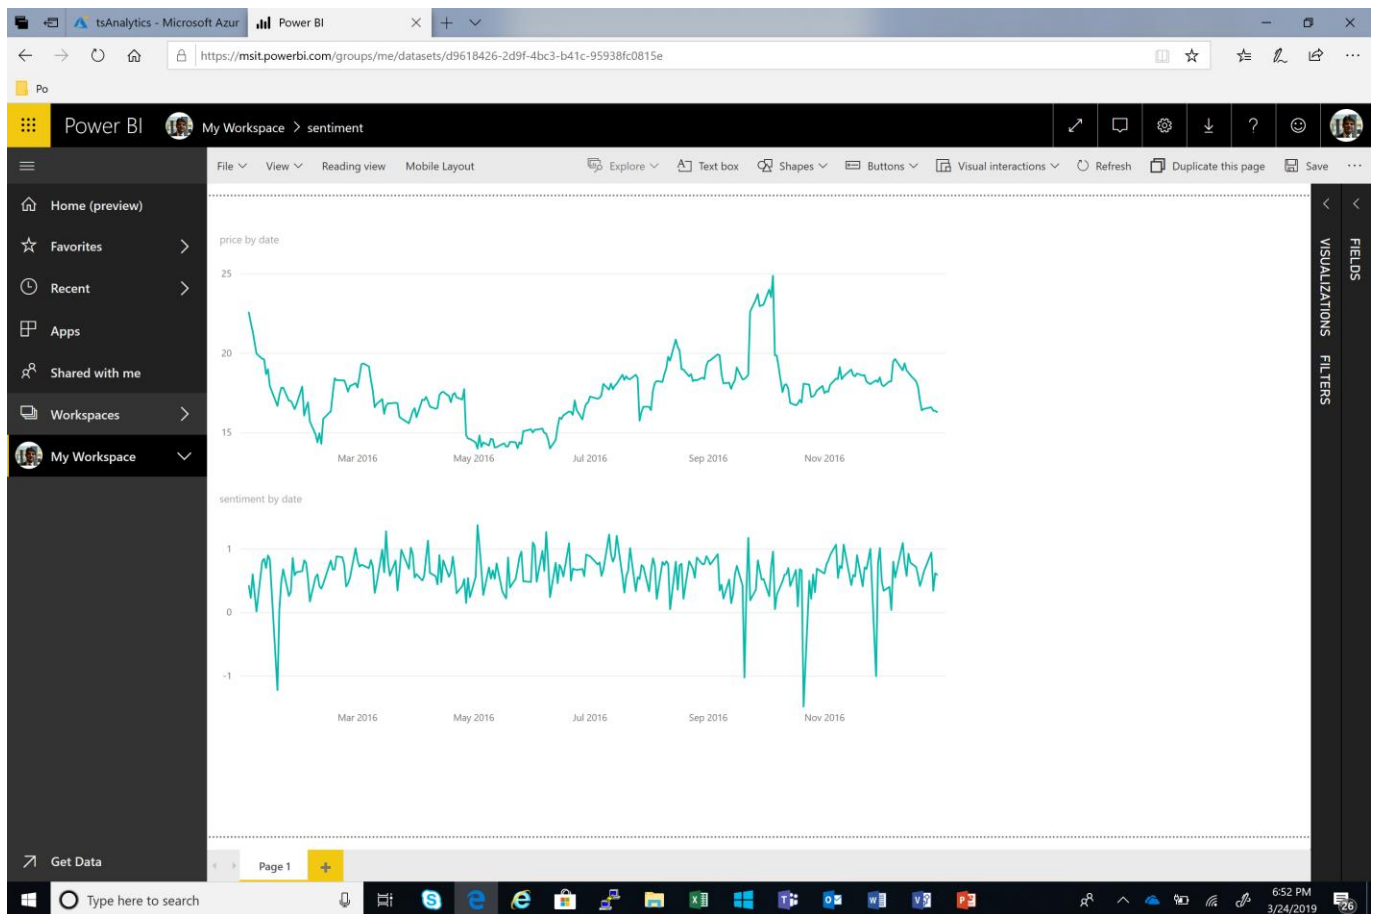 tsAnalytics - Microsoft Azur
Power BI
https://msit.powerbi.com/groups/me/datasets/d9618426-2d9f-4bc3-b41c-95938fc0815e
Po
Power BI My Workspace > sentiment
File View Reading view Mobile Layout Explore Text box Shapes Buttons Visual interactions Refresh Duplicate this page Save
Home (preview)
Favorites
Recent
Apps
Shared with me
Workspaces
My Workspace
Get Data
price by date
25
20
15
Mar 2016 May 2016 Jul 2016 Sep 2016 Nov 2016
sentiment by date
1
0
-1
Mar 2016 May 2016 Jul 2016 Sep 2016 Nov 2016
VISUALIZATIONS
FILTERS
FIELDS
Page 1
Type here to search
6:52 PM
3/24/2019
26